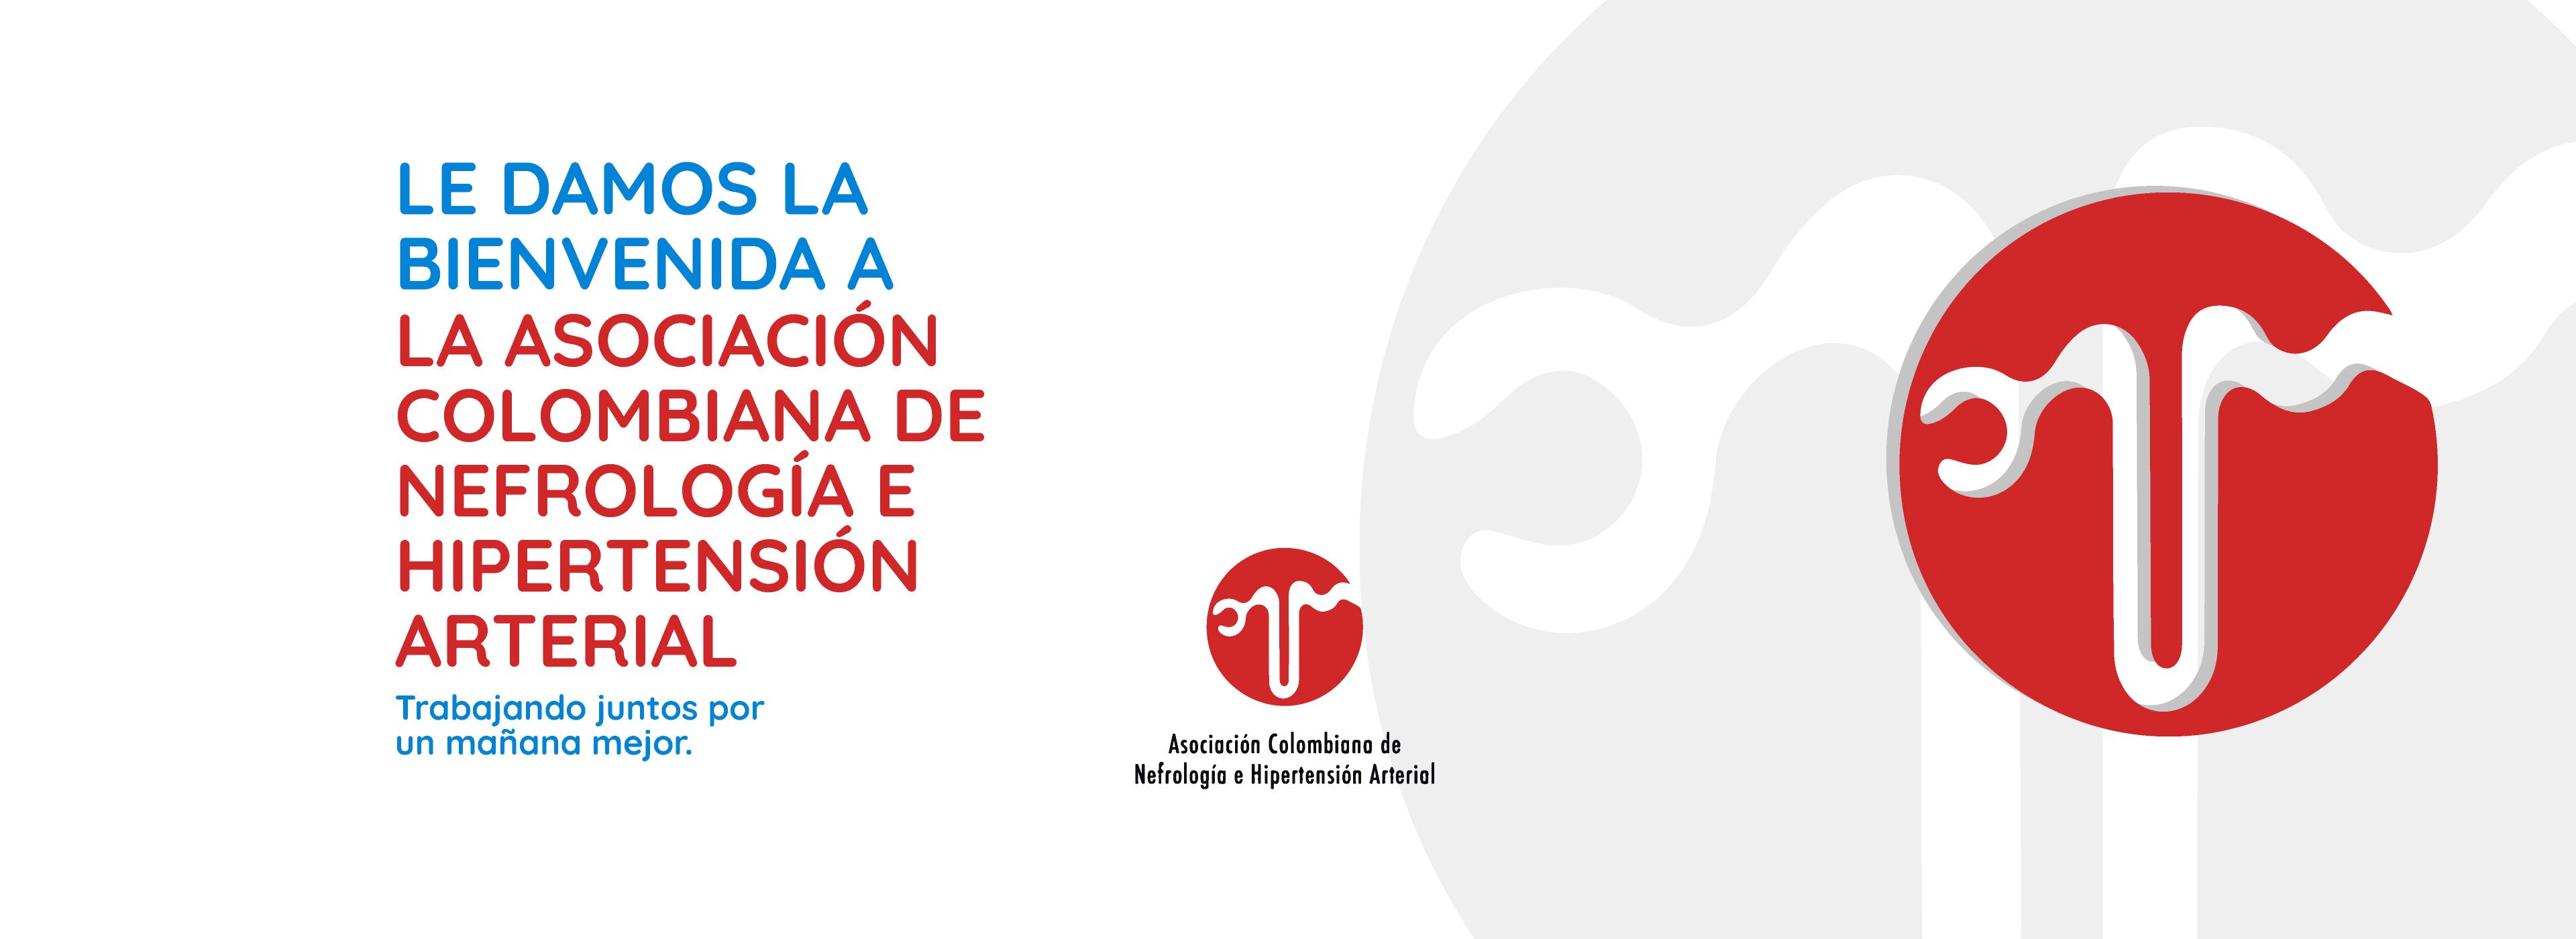 LE DAMOS LA
BIENVENIDA A
LA ASOCIACIÓN
COLOMBIANA DE
NEFROLOGÍA E
HIPERTENSIÓN
ARTERIAL
Trabajando juntos por
un mañana mejor.
Asociación Colombiana de
Nefrología e Hipertensión Arterial